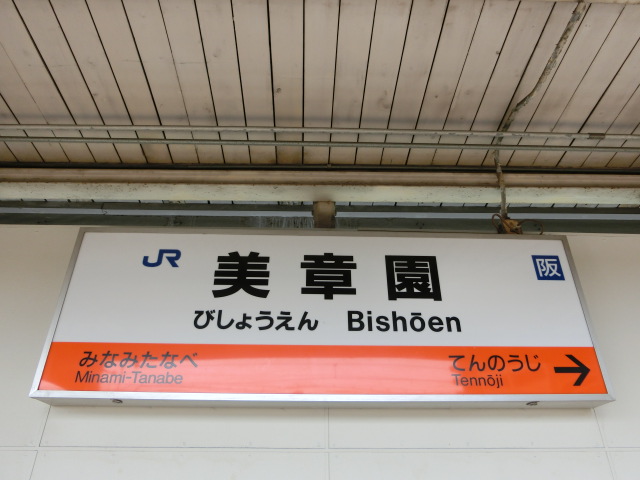 JR 美章園 阪
びしょうえん Bishōen
みなみたなべ てんのうじ →
Minami-Tanabe Tennōji